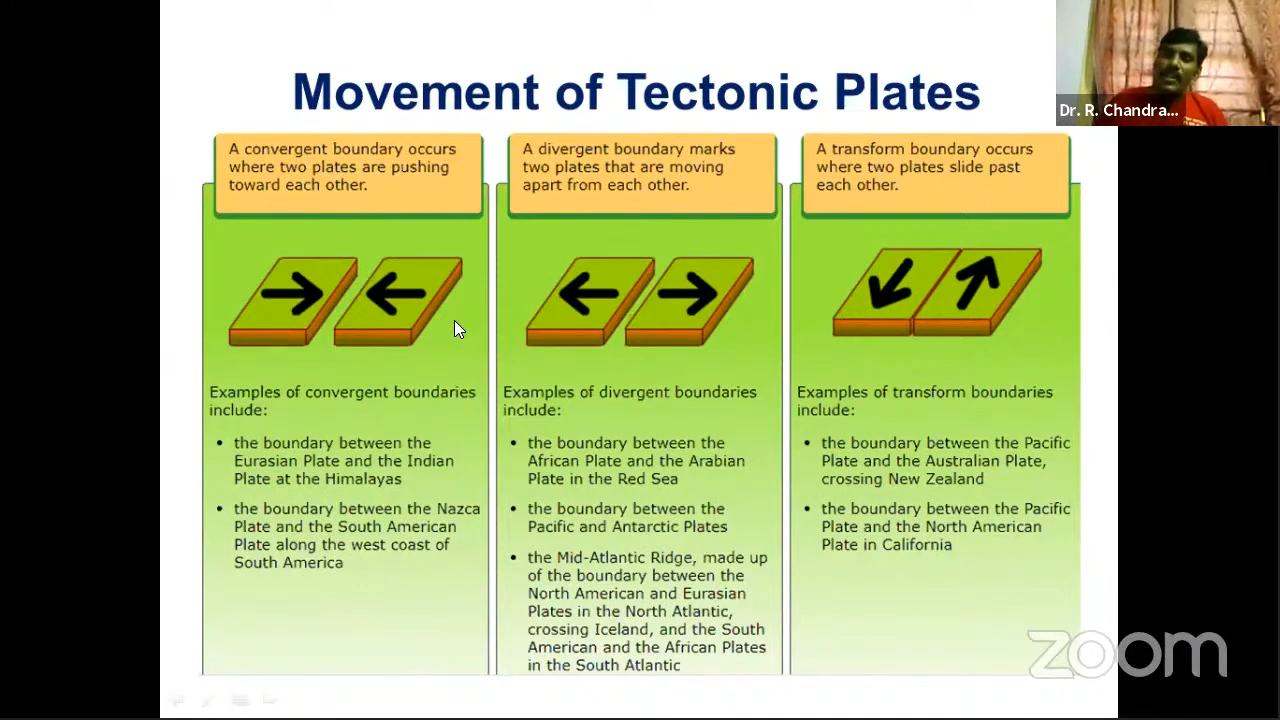 Movement of Tectonic Plates
Dr. R. Chandra...
A convergent boundary occurs
where two plates are pushing
toward each other.
A divergent boundary marks
two plates that are moving
apart from each other.
A transform boundary occurs
where two plates slide past
each other.
Examples of convergent boundaries
include:
• the boundary between the
Eurasian Plate and the Indian
Plate at the Himalayas
• the boundary between the Nazca
Plate and the South American
Plate along the west coast of
South America
Examples of divergent boundaries
include:
• the boundary between the
African Plate and the Arabian
Plate in the Red Sea
• the boundary between the
Pacific and Antarctic Plates
• the Mid-Atlantic Ridge, made up
of the boundary between the
North American and Eurasian
Plates in the North Atlantic,
crossing Iceland, and the South
American and the African Plates
in the South Atlantic
Examples of transform boundaries
include:
• the boundary between the Pacific
Plate and the Australian Plate,
crossing New Zealand
• the boundary between the Pacific
Plate and the North American
Plate in California
zoom